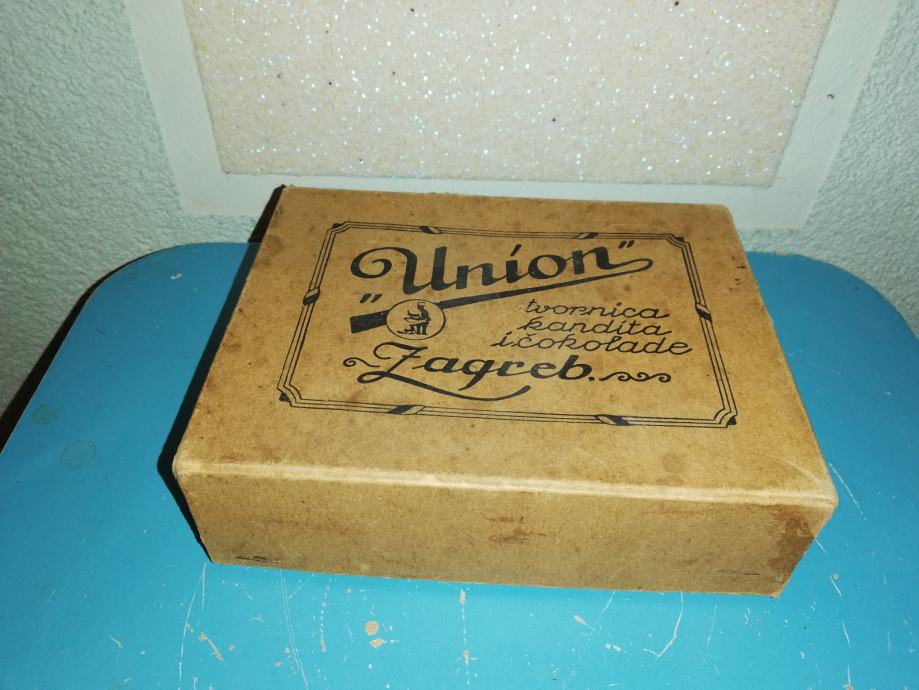 "Union"
tvornica
kandita
i čokolade
Zagreb.